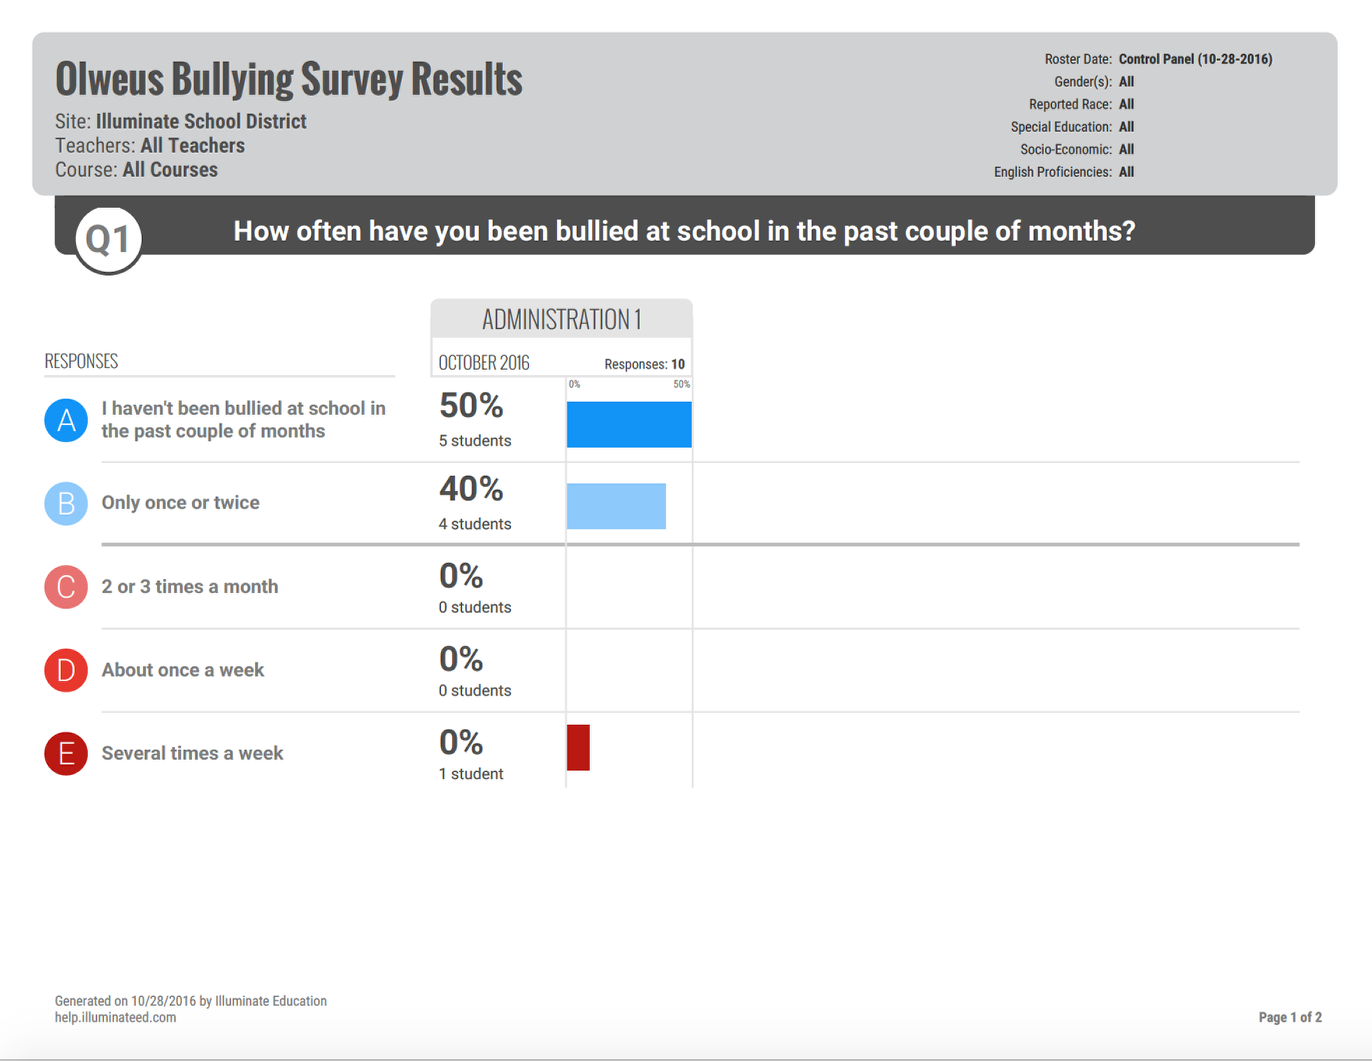 Olweus Bullying Survey Results
Site: Illuminate School District
Teachers: All Teachers
Course: All Courses
Roster Date: Control Panel (10-28-2016)
Gender(s): All
Reported Race: All
Special Education: All
Socio-Economic: All
English Proficiencies: All
Q1
How often have you been bullied at school in the past couple of months?
ADMINISTRATION 1
RESPONSES
OCTOBER 2016
Responses: 10
0%
50%
A
I haven't been bullied at school in
the past couple of months
50%
5 students
B
Only once or twice
40%
4 students
C
2 or 3 times a month
0%
0 students
D
About once a week
0%
0 students
E
Several times a week
0%
1 student
Generated on 10/28/2016 by Illuminate Education
help.illuminateed.com
Page 1 of 2